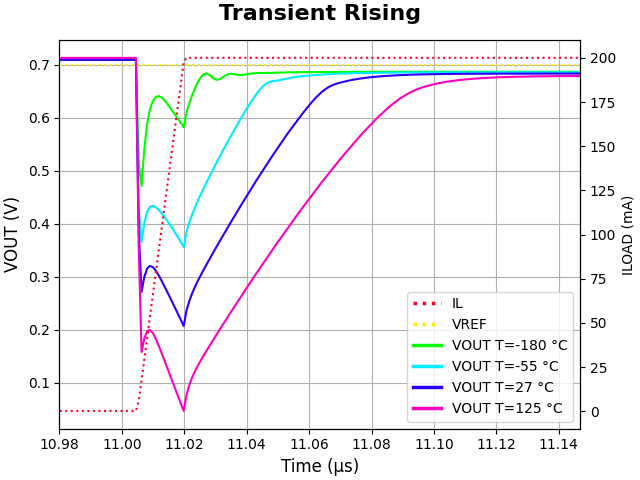 Transient Rising
VOUT (V)
0.7
0.6
0.5
0.4
0.3
0.2
0.1
200
175
150
125
100
75
50
25
0
ILOAD (mA)
IL
VREF
VOUT T=-180 °C
VOUT T=-55 °C
VOUT T=27 °C
VOUT T=125 °C
10.98 11.00 11.02 11.04 11.06 11.08 11.10 11.12 11.14
Time (μs)